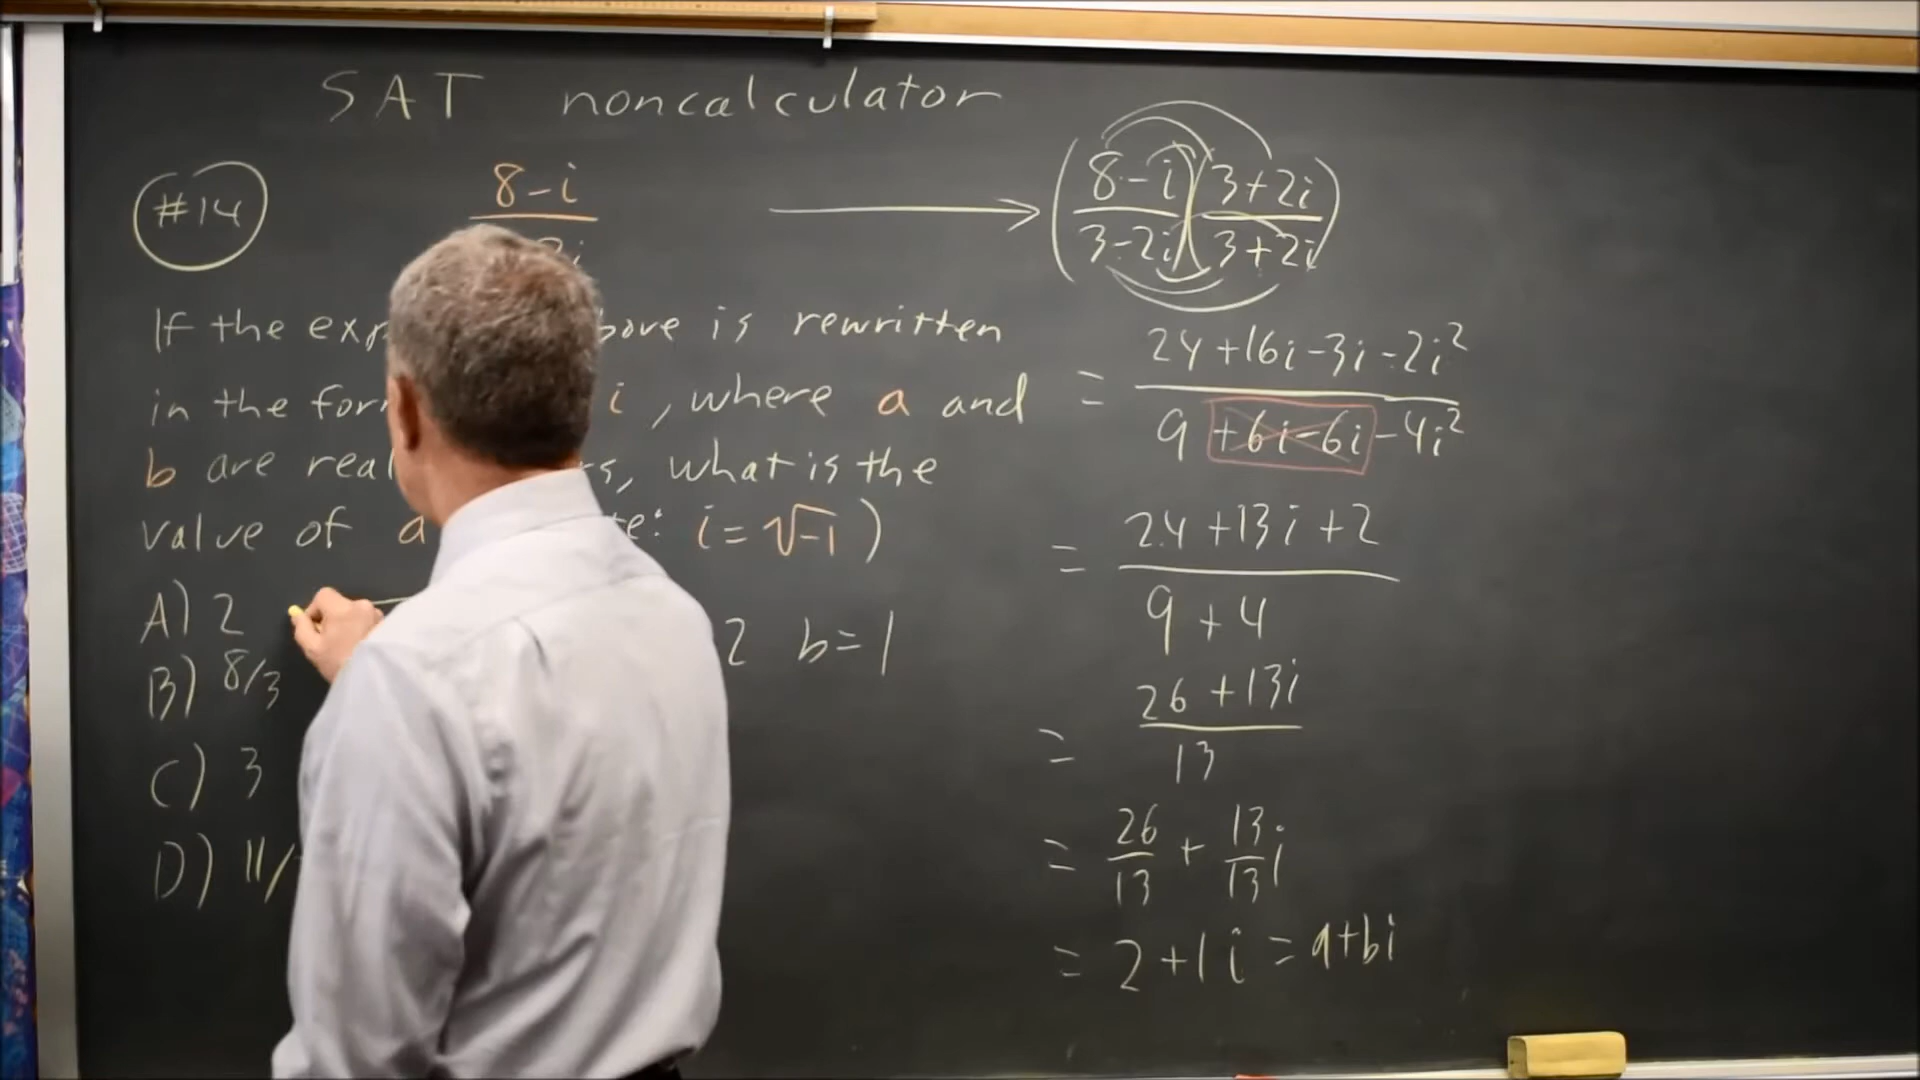 SAT noncalculator
#14
8-i
i
If the exp bove is rewritten
in the for i, where a and
b are real s, what is the
value of a e: i = √-1 )
A) 2
B) 8/3
C) 3
D) 11/
2 b=1
(8-i/3-2i)(3+2i/3+2i)
= 24+16i-3i-2i²
9 +6i-6i-4i²
= 24+13i+2
9+4
= 26+13i
13
= 26/13 + 13/13 i
= 2+1i = a+bi